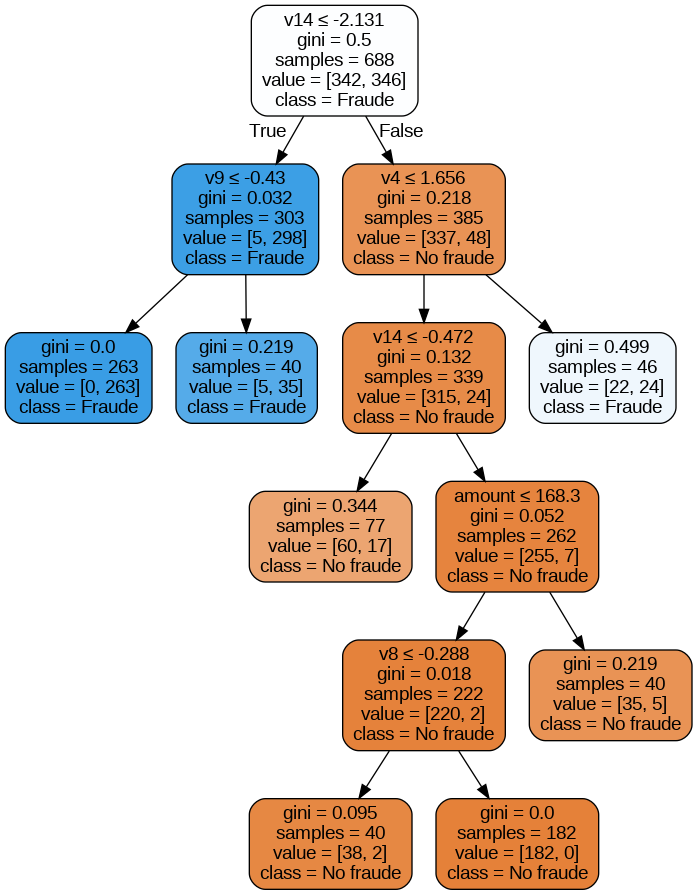 v14 ≤ -2.131
gini = 0.5
samples = 688
value = [342, 346]
class = Fraude
True
False
v9 ≤ -0.43
gini = 0.032
samples = 303
value = [5, 298]
class = Fraude
v4 ≤ 1.656
gini = 0.218
samples = 385
value = [337, 48]
class = No fraude
gini = 0.0
samples = 263
value = [0, 263]
class = Fraude
gini = 0.219
samples = 40
value = [5, 35]
class = Fraude
v14 ≤ -0.472
gini = 0.132
samples = 339
value = [315, 24]
class = No fraude
gini = 0.499
samples = 46
value = [22, 24]
class = Fraude
gini = 0.344
samples = 77
value = [60, 17]
class = No fraude
amount ≤ 168.3
gini = 0.052
samples = 262
value = [255, 7]
class = No fraude
v8 ≤ -0.288
gini = 0.018
samples = 222
value = [220, 2]
class = No fraude
gini = 0.219
samples = 40
value = [35, 5]
class = No fraude
gini = 0.095
samples = 40
value = [38, 2]
class = No fraude
gini = 0.0
samples = 182
value = [182, 0]
class = No fraude